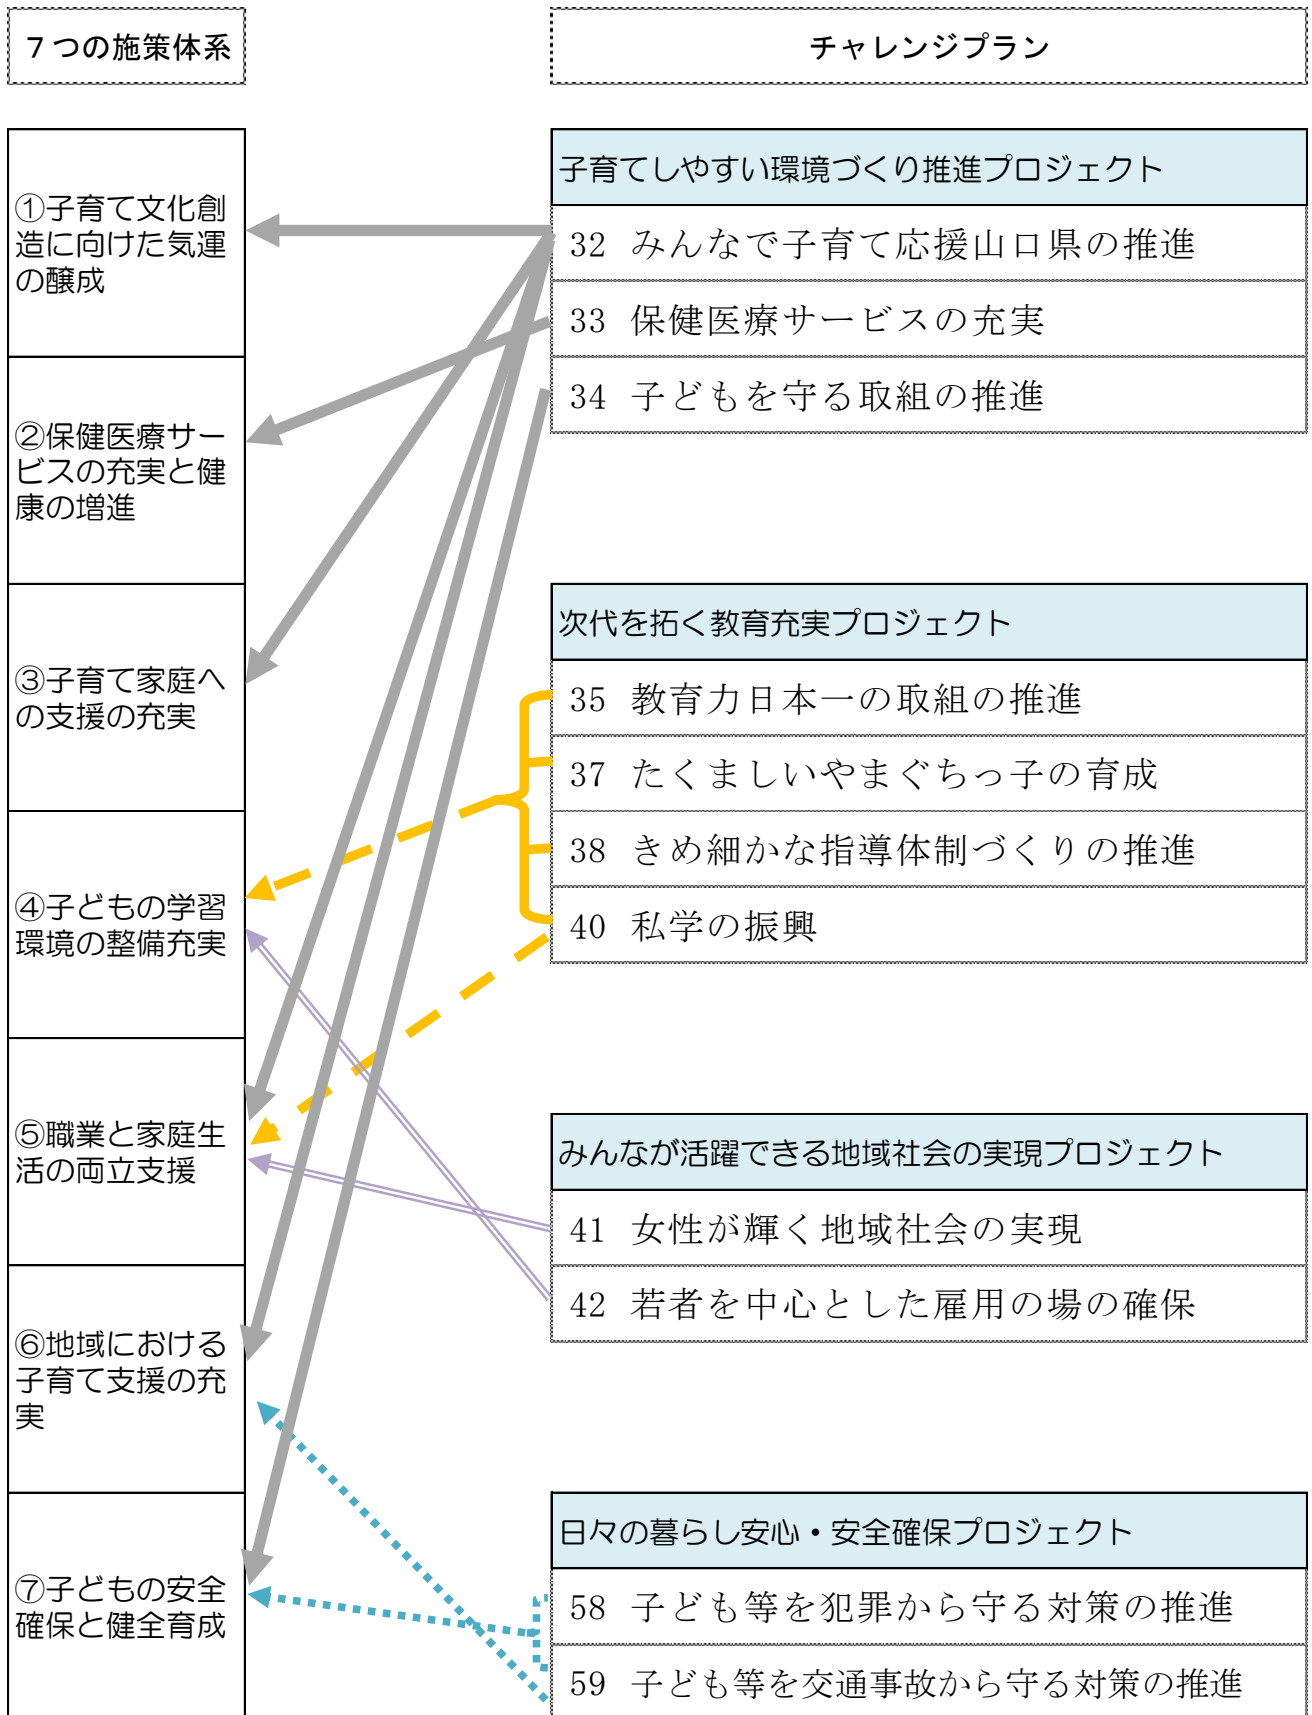 ７つの施策体系
チャレンジプラン
①子育て文化創
造に向けた気運
の醸成
②保健医療サー
ビスの充実と健
康の増進
③子育て家庭へ
の支援の充実
④子どもの学習
環境の整備充実
⑤職業と家庭生
活の両立支援
⑥地域における
子育て支援の充
実
⑦子どもの安全
確保と健全育成
子育てしやすい環境づくり推進プロジェクト
32 みんなで子育て応援山口県の推進
33 保健医療サービスの充実
34 子どもを守る取組の推進
次代を拓く教育充実プロジェクト
35 教育力日本一の取組の推進
37 たくましいやまぐちっ子の育成
38 きめ細かな指導体制づくりの推進
40 私学の振興
みんなが活躍できる地域社会の実現プロジェクト
41 女性が輝く地域社会の実現
42 若者を中心とした雇用の場の確保
日々の暮らし安心・安全確保プロジェクト
58 子ども等を犯罪から守る対策の推進
59 子ども等を交通事故から守る対策の推進